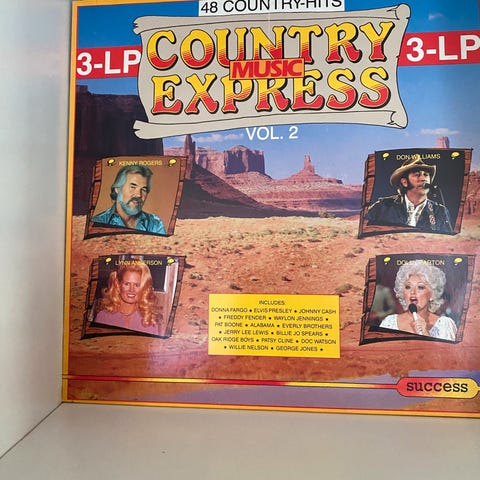 48 COUNTRY-HITS
3-LP
COUNTRY
3-LP
MUSIC
EXPRESS
VOL. 2
KENNY ROGERS
DON WILLIAMS
LYNN ANDERSON
DOLLY PARTON
INCLUDES:
DONNA FARGO ★ ELVIS PRESLEY ★ JOHNNY CASH
★ FREDDY FENDER ★ WAYLON JENNINGS ★
PAT BOONE ★ ALABAMA ★ EVERLY BROTHERS
★ JERRY LEE LEWIS ★ BILLIE JO SPEARS ★
OAK RIDGE BOYS ★ PATSY CLINE ★ DOC WATSON
★ WILLIE NELSON ★ GEORGE JONES ★
success